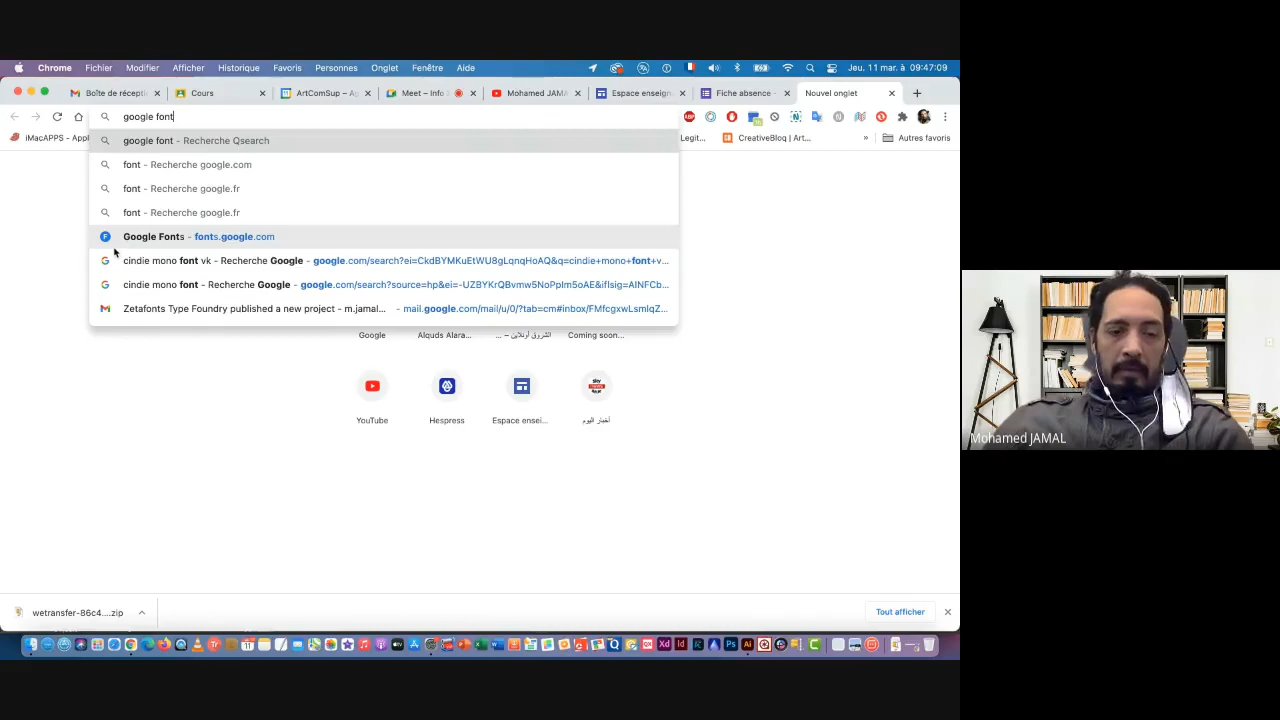 Chrome Fichier Modifier Afficher Historique Favoris Personnes Onglet Fenêtre Aide Jeu. 11 mars. à 09:47:09
Boîte de récepti Cours ArtComSup – Ag Meet – Info Mohamed JAMA Espace enseign Fiche absence - Nouvel onglet
google font
iMacAPPS - Appl Legit... CreativeBloq | Art... » Autres favoris
google font - Recherche Qsearch
font - Recherche google.com
font - Recherche google.fr
font - Recherche google.fr
Google Fonts - fonts.google.com
cindie mono font vk - Recherche Google - google.com/search?ei=CkdBYMKuEtWU8gLqnqHoAQ&q=cindie+mono+font+v...
cindie mono font - Recherche Google - google.com/search?source=hp&ei=-UZBYKrQBvmw5NoPplm5oAE&iflsig=AINFCb...
Zetafonts Type Foundry published a new project - m.jamal... - mail.google.com/mail/u/0/?tab=cm#inbox/FMfcgxwLsmlqZ...
Google Alquds Alara... الشروق أونلاين – ... Coming soon...
YouTube Hespress Espace ensei... أخبار اليوم
Mohamed JAMAL
wetransfer-86c4....zip Tout afficher